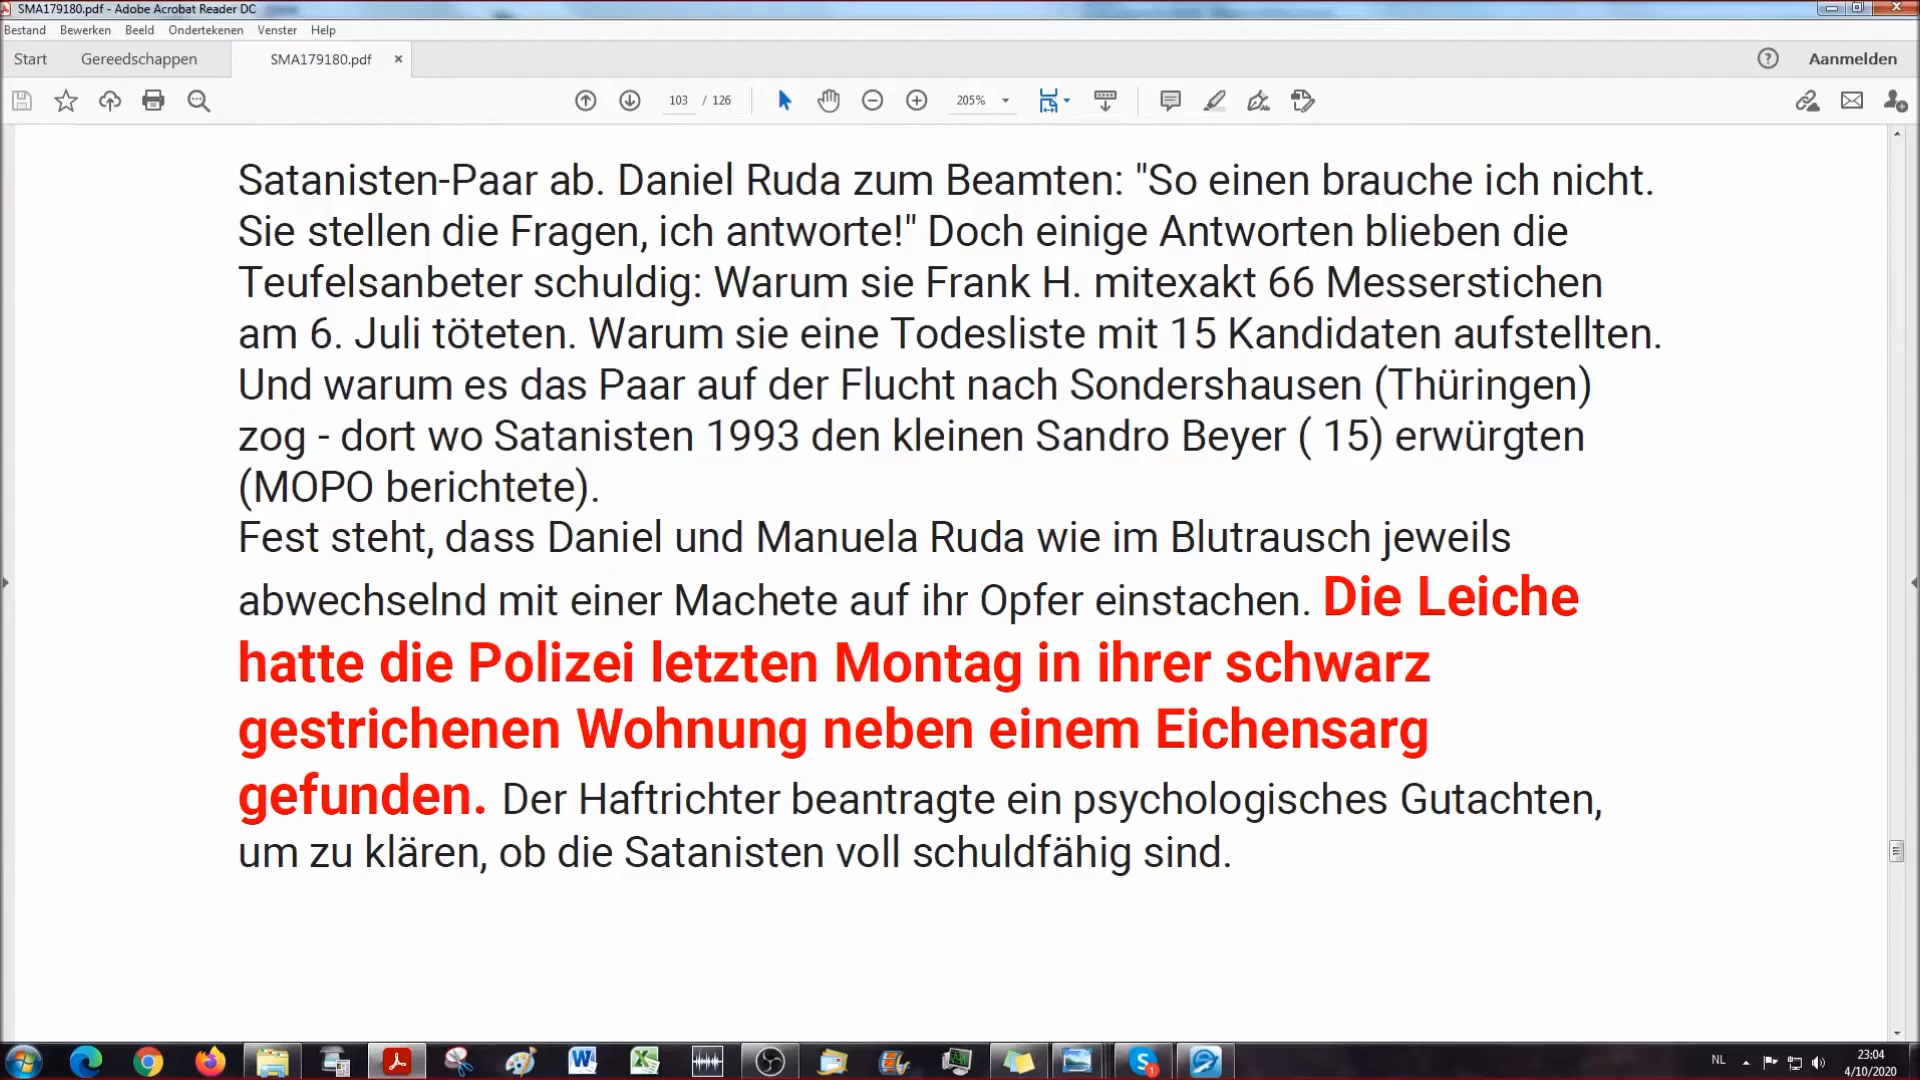 SMA179180.pdf - Adobe Acrobat Reader DC
Bestand Bewerken Beeld Ondertekenen Venster Help
Start Gereedschappen SMA179180.pdf Aanmelden
103 / 126 205%
Satanisten-Paar ab. Daniel Ruda zum Beamten: "So einen brauche ich nicht.
Sie stellen die Fragen, ich antworte!" Doch einige Antworten blieben die
Teufelsanbeter schuldig: Warum sie Frank H. mitexakt 66 Messerstichen
am 6. Juli töteten. Warum sie eine Todesliste mit 15 Kandidaten aufstellten.
Und warum es das Paar auf der Flucht nach Sondershausen (Thüringen)
zog - dort wo Satanisten 1993 den kleinen Sandro Beyer ( 15) erwürgten
(MOPO berichtete).
Fest steht, dass Daniel und Manuela Ruda wie im Blutrausch jeweils
abwechselnd mit einer Machete auf ihr Opfer einstachen. Die Leiche
hatte die Polizei letzten Montag in ihrer schwarz
gestrichenen Wohnung neben einem Eichensarg
gefunden. Der Haftrichter beantragte ein psychologisches Gutachten,
um zu klären, ob die Satanisten voll schuldfähig sind.
NL 23:04
4/10/2020